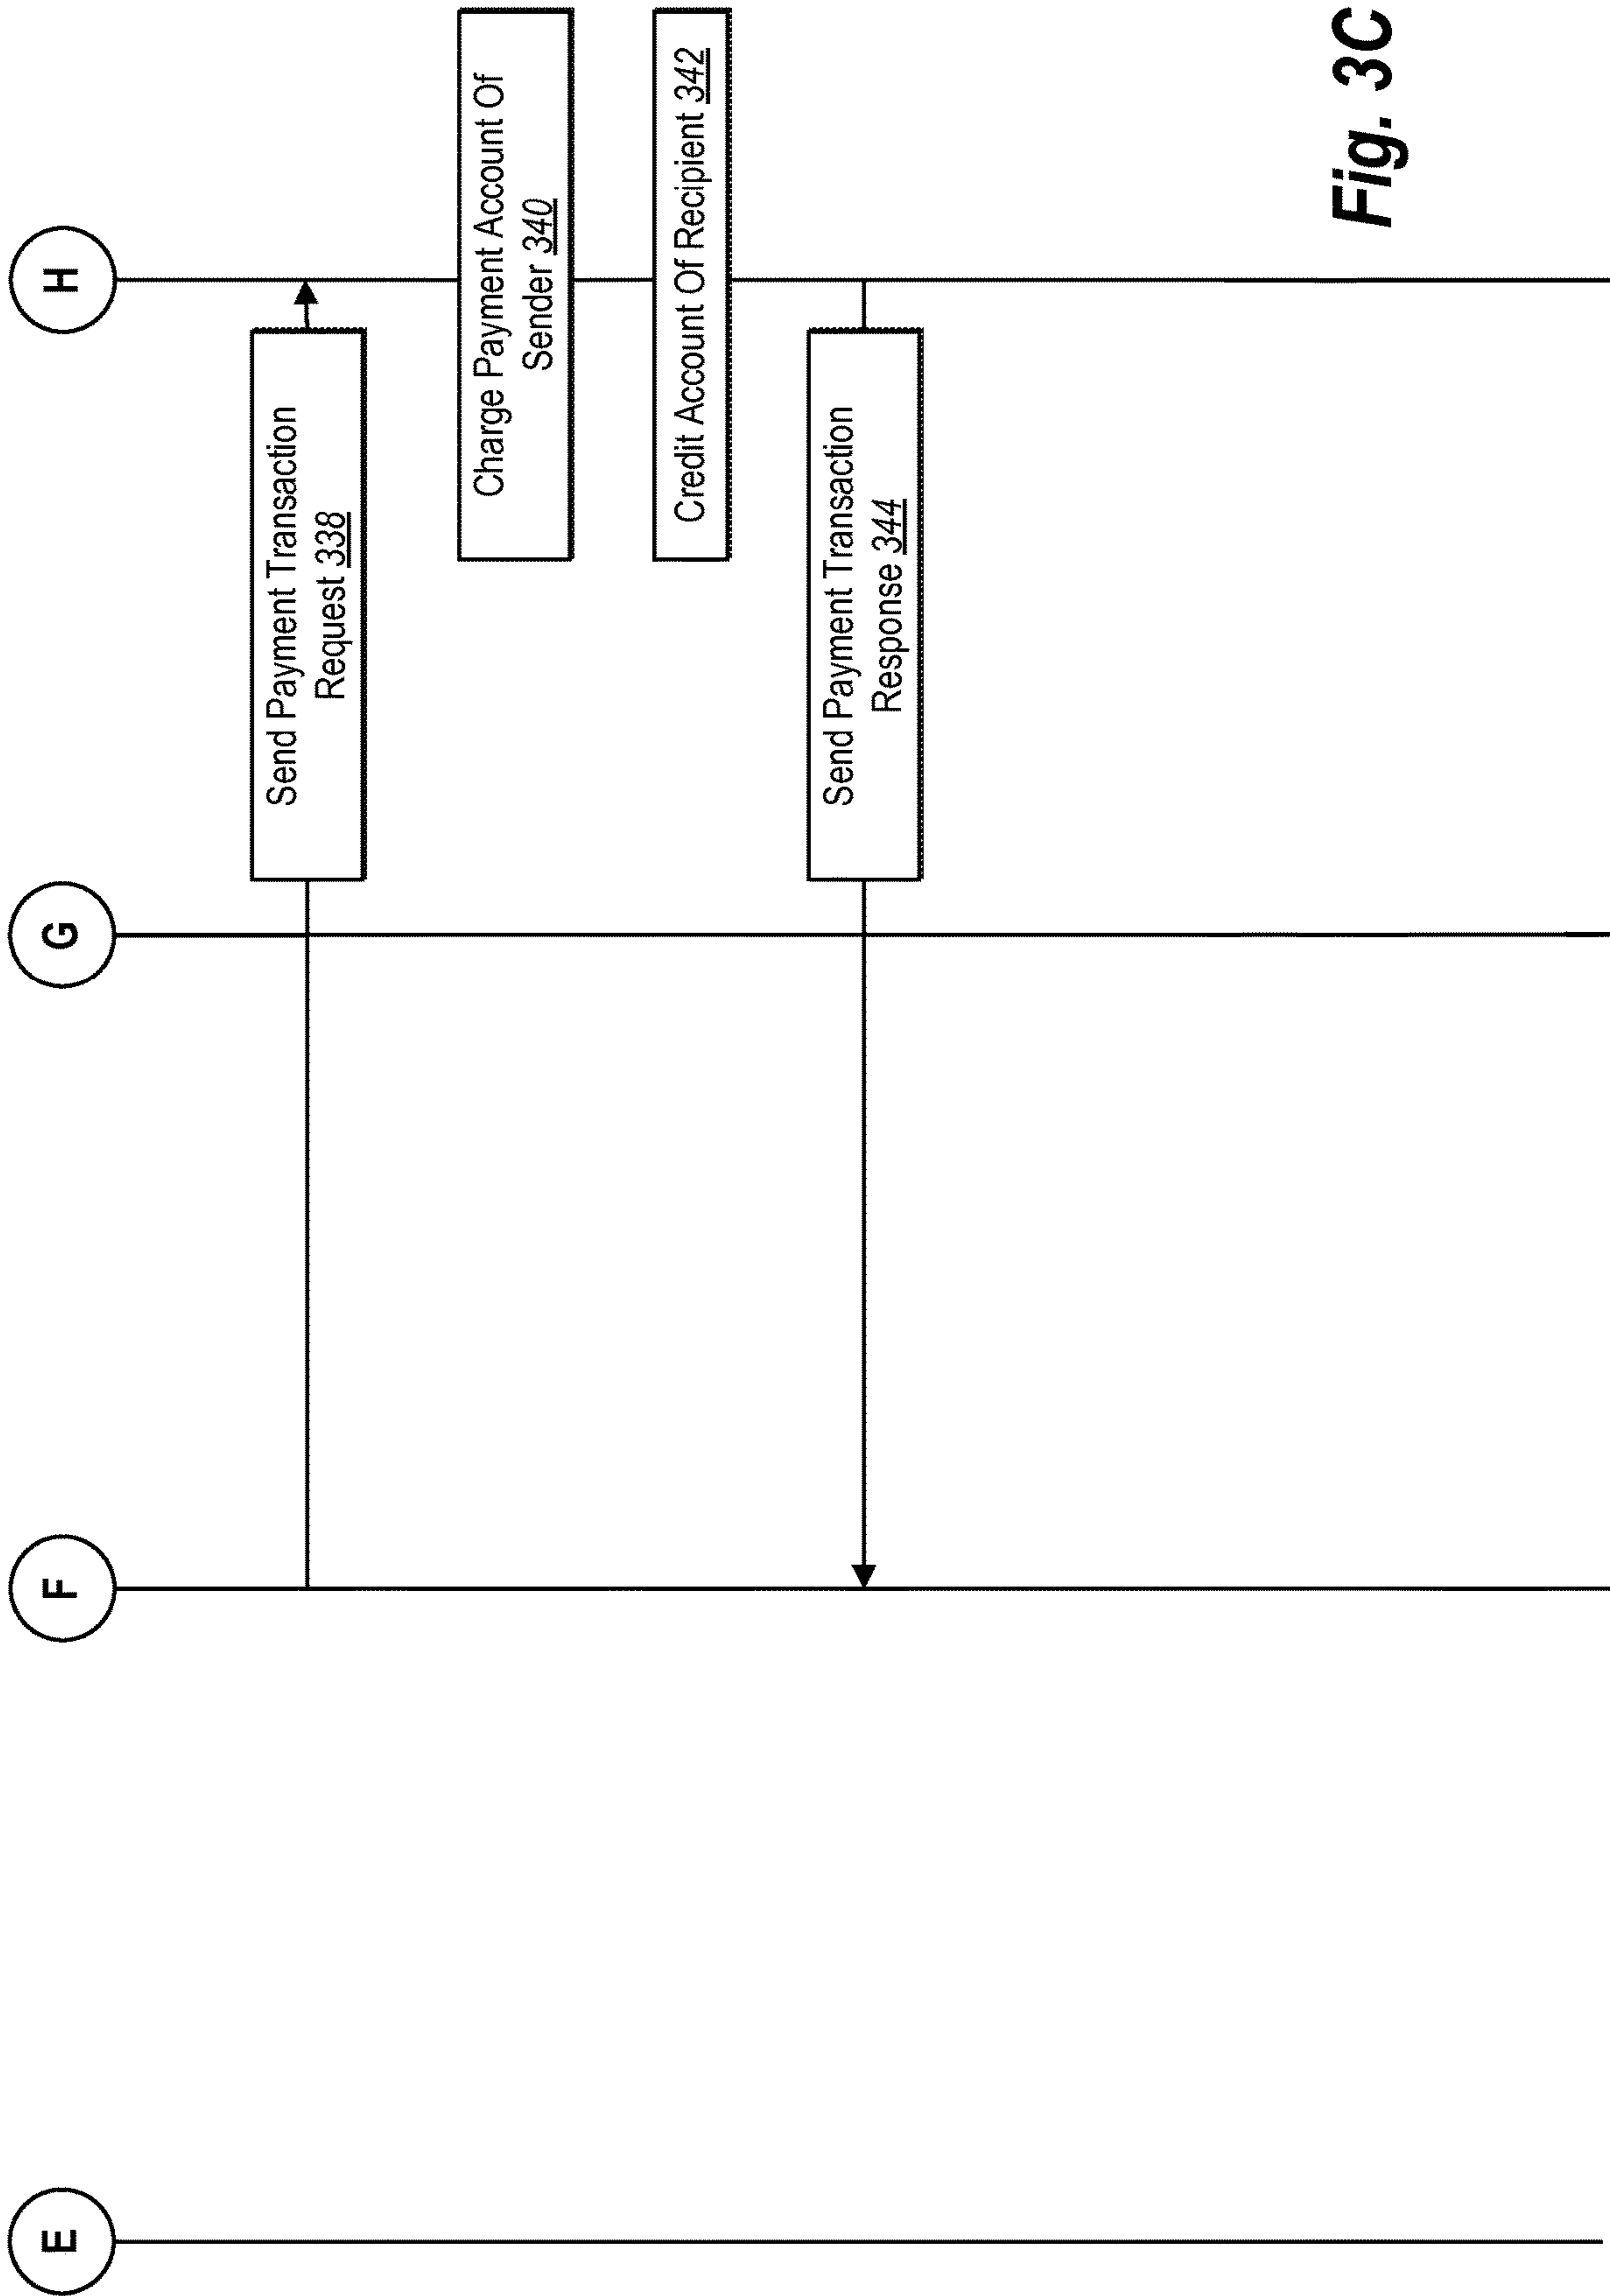 E
F
G
H
Send Payment Transaction
Request 338
Charge Payment Account Of
Sender 340
Credit Account Of Recipient 342
Send Payment Transaction
Response 344
Fig. 3C